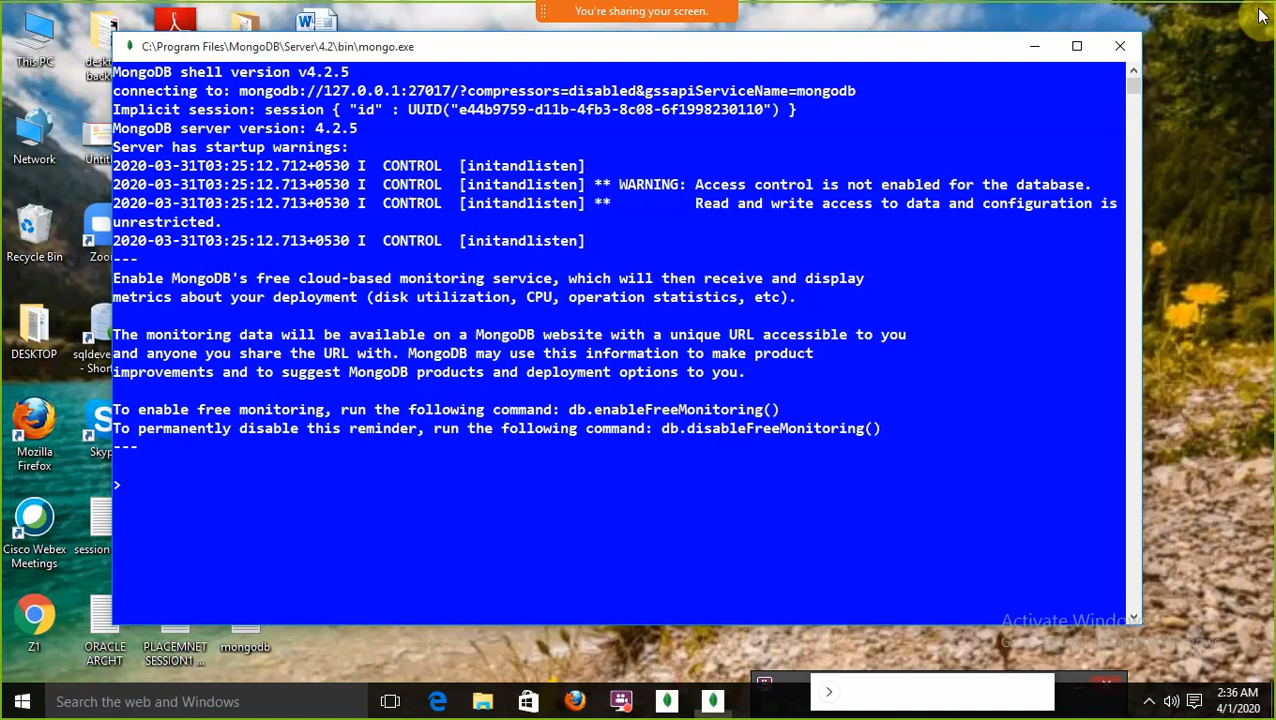 You're sharing your screen.
This PC
C:\Program Files\MongoDB\Server\4.2\bin\mongo.exe
MongoDB shell version v4.2.5
connecting to: mongodb://127.0.0.1:27017/?compressors=disabled&gssapiServiceName=mongodb
Implicit session: session { "id" : UUID("e44b9759-d11b-4fb3-8c08-6f1998230110") }
MongoDB server version: 4.2.5
Server has startup warnings:
2020-03-31T03:25:12.712+0530 I  CONTROL  [initandlisten]
2020-03-31T03:25:12.713+0530 I  CONTROL  [initandlisten] ** WARNING: Access control is not enabled for the database.
2020-03-31T03:25:12.713+0530 I  CONTROL  [initandlisten] **          Read and write access to data and configuration is
unrestricted.
2020-03-31T03:25:12.713+0530 I  CONTROL  [initandlisten]
---
Enable MongoDB's free cloud-based monitoring service, which will then receive and display
metrics about your deployment (disk utilization, CPU, operation statistics, etc).
The monitoring data will be available on a MongoDB website with a unique URL accessible to you
and anyone you share the URL with. MongoDB may use this information to make product
improvements and to suggest MongoDB products and deployment options to you.
To enable free monitoring, run the following command: db.enableFreeMonitoring()
To permanently disable this reminder, run the following command: db.disableFreeMonitoring()
---
>
Network
Recycle Bin
DESKTOP
sqldevel
- Short
Mozilla
Firefox
Skyp
Cisco Webex
Meetings
session
Z1
ORACLE
ARCHT
PLACEMNET
SESSION1 ...
mongodb
Activate Windows
Search the web and Windows
2:36 AM
4/1/2020